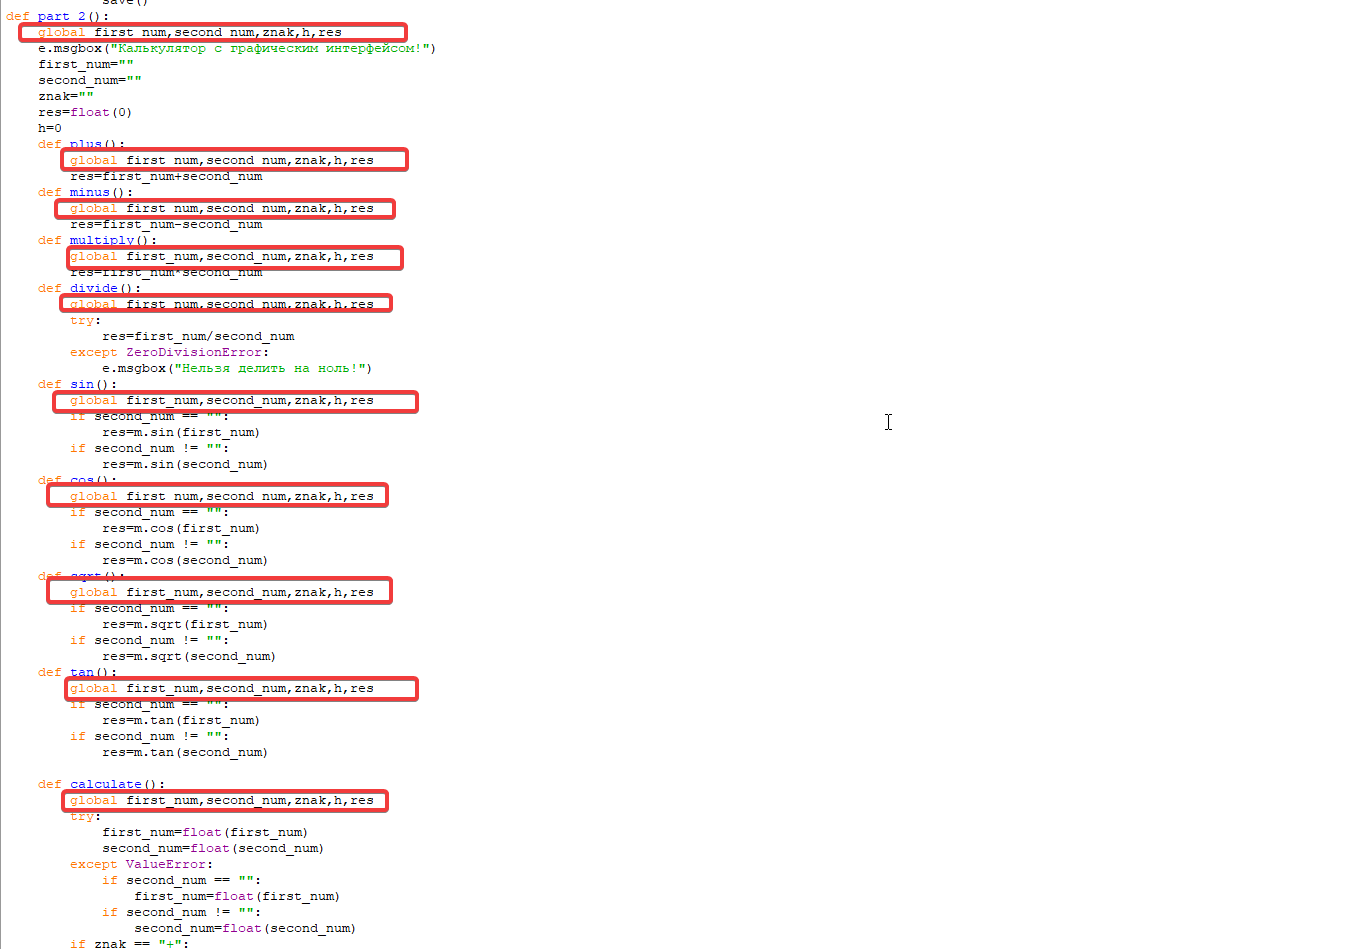 save()
def part_2():
global first_num,second_num,znak,h,res
e.msgbox("Калькулятор с графическим интерфейсом!")
first_num=""
second_num=""
znak=""
res=float(0)
h=0
def plus():
global first_num,second_num,znak,h,res
res=first_num+second_num
def minus():
global first_num,second_num,znak,h,res
res=first_num-second_num
def multiply():
global first_num,second_num,znak,h,res
res=first_num*second_num
def divide():
global first_num,second_num,znak,h,res
try:
res=first_num/second_num
except ZeroDivisionError:
e.msgbox("Нельзя делить на ноль!")
def sin():
global first_num,second_num,znak,h,res
if second_num == "":
res=m.sin(first_num)
if second_num != "":
res=m.sin(second_num)
def cos():
global first_num,second_num,znak,h,res
if second_num == "":
res=m.cos(first_num)
if second_num != "":
res=m.cos(second_num)
def sqrt():
global first_num,second_num,znak,h,res
if second_num == "":
res=m.sqrt(first_num)
if second_num != "":
res=m.sqrt(second_num)
def tan():
global first_num,second_num,znak,h,res
if second_num == "":
res=m.tan(first_num)
if second_num != "":
res=m.tan(second_num)
def calculate():
global first_num,second_num,znak,h,res
try:
first_num=float(first_num)
second_num=float(second_num)
except ValueError:
if second_num == "":
first_num=float(first_num)
if second_num != "":
second_num=float(second_num)
if znak == "+":